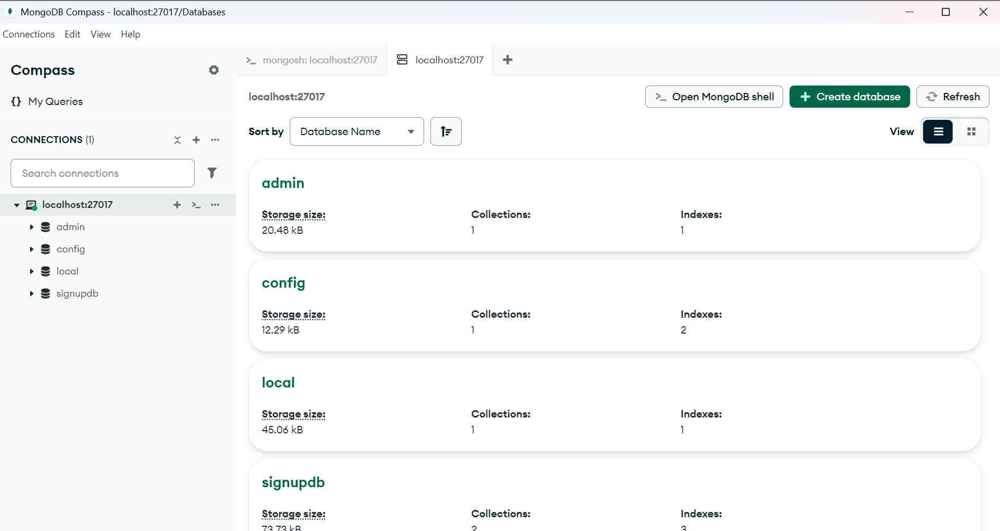 MongoDB Compass - localhost:27017/Databases
Connections Edit View Help
Compass
{} My Queries
CONNECTIONS (1)
Search connections
localhost:27017
admin
config
local
signupdb
>_ mongosh: localhost:27017
localhost:27017
localhost:27017
>_ Open MongoDB shell
Create database
Refresh
Sort by
Database Name
View
admin
Storage size: Collections: Indexes:
20.48 kB 1 1
config
Storage size: Collections: Indexes:
12.29 kB 1 2
local
Storage size: Collections: Indexes:
45.06 kB 1 1
signupdb
Storage size: Collections: Indexes:
73.73 kB 2 3